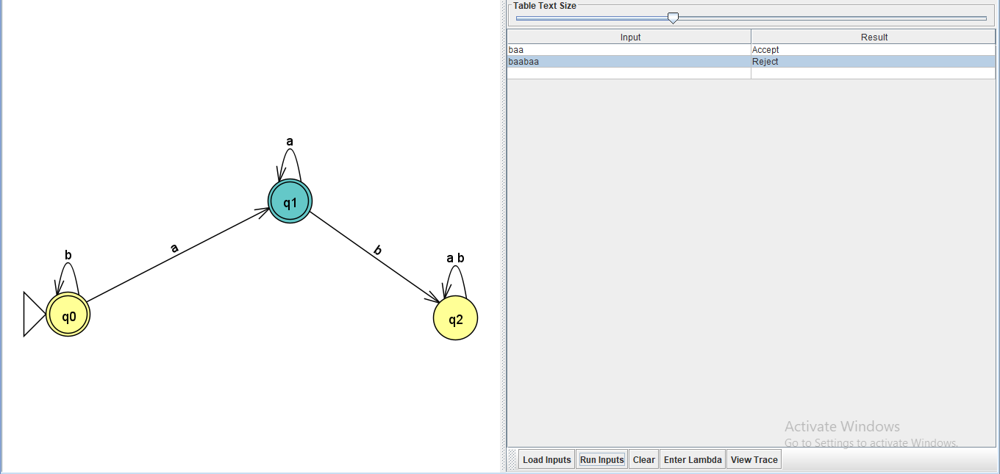 a
q1
a
b
b
a b
q0
q2
Table Text Size
Input Result
baa Accept
baabaa Reject
Activate Windows
Go to Settings to activate Windows.
Load Inputs Run Inputs Clear Enter Lambda View Trace